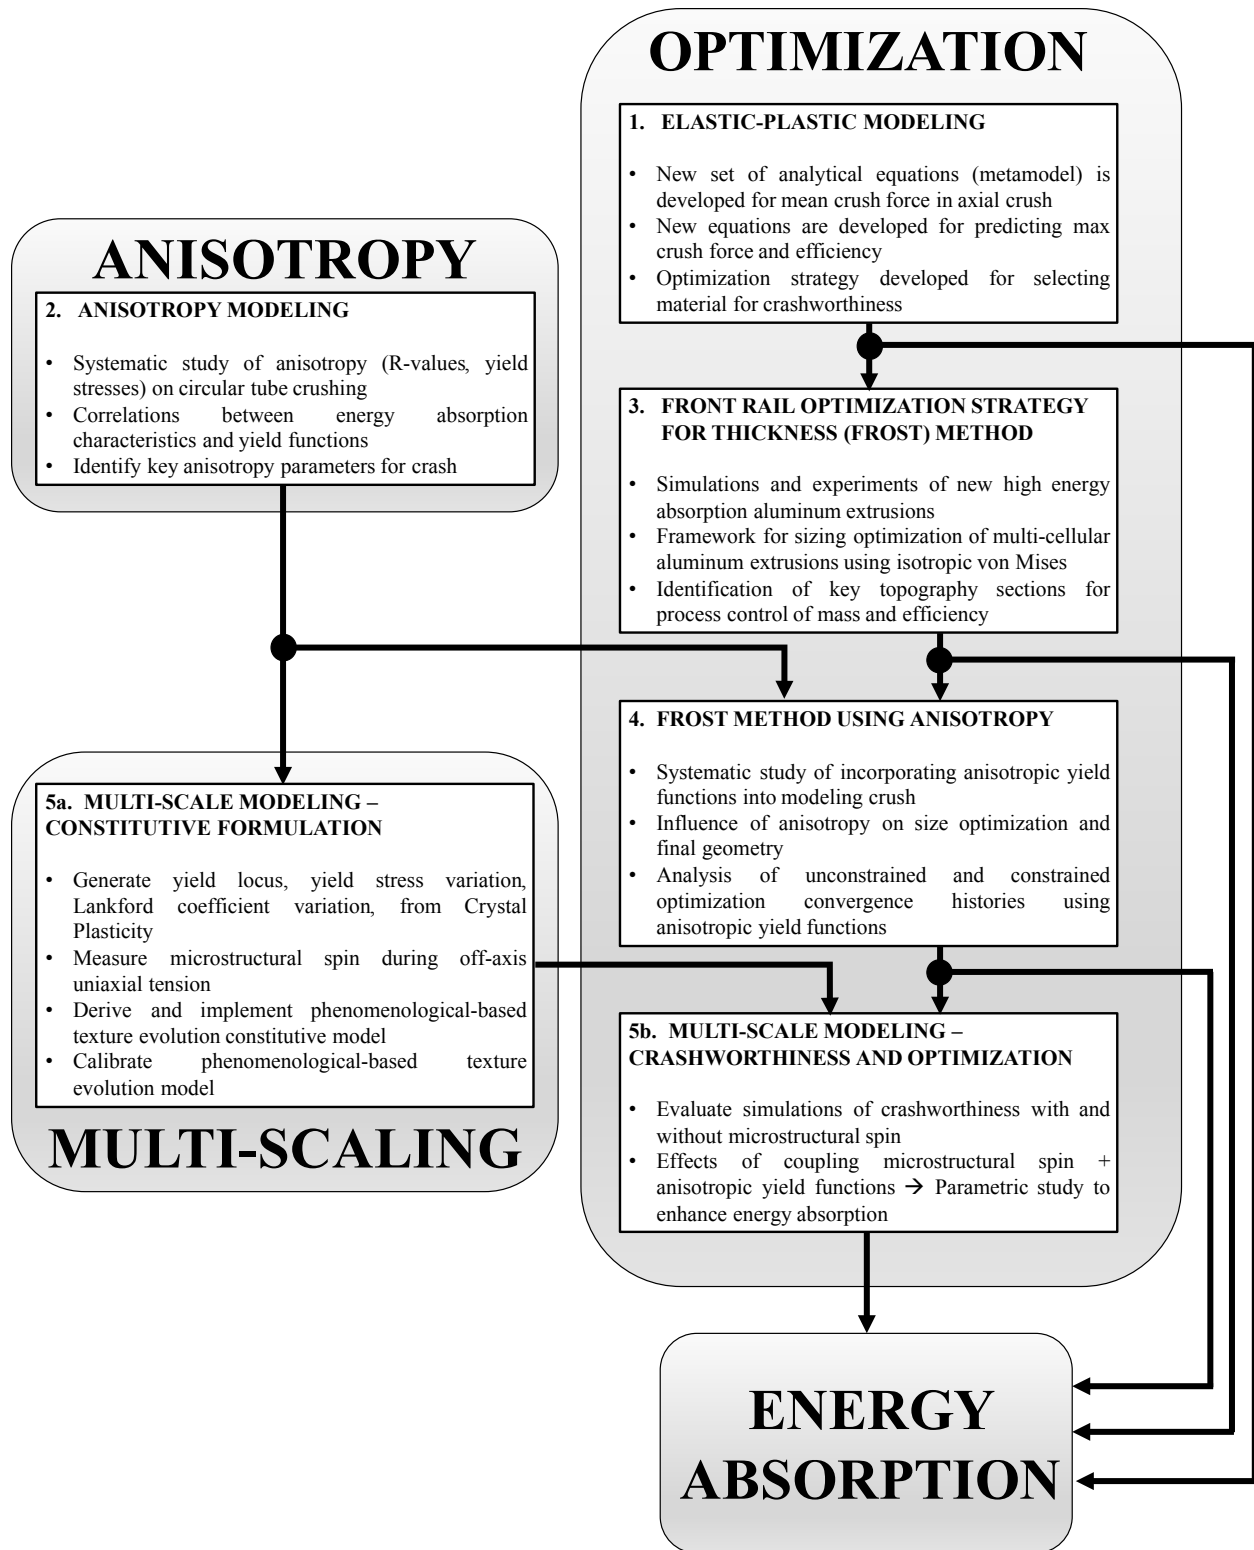 OPTIMIZATION
1. ELASTIC-PLASTIC MODELING
• New set of analytical equations (metamodel) is
developed for mean crush force in axial crush
• New equations are developed for predicting max
crush force and efficiency
• Optimization strategy developed for selecting
material for crashworthiness
ANISOTROPY
2. ANISOTROPY MODELING
• Systematic study of anisotropy (R-values, yield
stresses) on circular tube crushing
• Correlations between energy absorption
characteristics and yield functions
• Identify key anisotropy parameters for crash
3. FRONT RAIL OPTIMIZATION STRATEGY
FOR THICKNESS (FROST) METHOD
• Simulations and experiments of new high energy
absorption aluminum extrusions
• Framework for sizing optimization of multi-cellular
aluminum extrusions using isotropic von Mises
• Identification of key topography sections for
process control of mass and efficiency
4. FROST METHOD USING ANISOTROPY
• Systematic study of incorporating anisotropic yield
functions into modeling crush
• Influence of anisotropy on size optimization and
final geometry
• Analysis of unconstrained and constrained
optimization convergence histories using
anisotropic yield functions
5a. MULTI-SCALE MODELING –
CONSTITUTIVE FORMULATION
• Generate yield locus, yield stress variation,
Lankford coefficient variation, from Crystal
Plasticity
• Measure microstructural spin during off-axis
uniaxial tension
• Derive and implement phenomenological-based
texture evolution constitutive model
• Calibrate phenomenological-based texture
evolution model
MULTI-SCALING
5b. MULTI-SCALE MODELING –
CRASHWORTHINESS AND OPTIMIZATION
• Evaluate simulations of crashworthiness with and
without microstructural spin
• Effects of coupling microstructural spin +
anisotropic yield functions → Parametric study to
enhance energy absorption
ENERGY
ABSORPTION